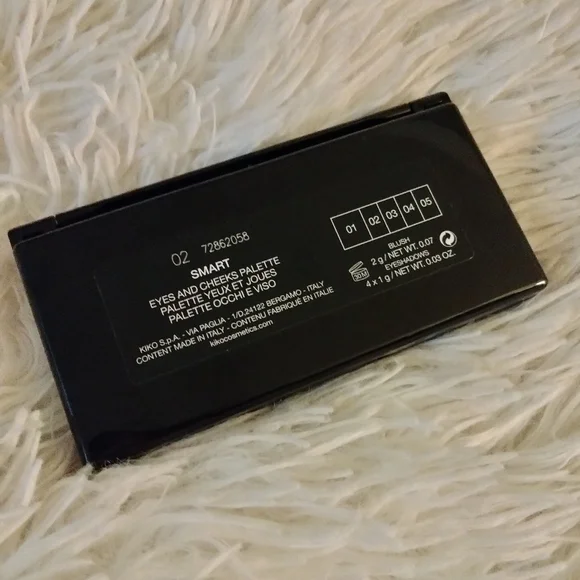 02 72862058
SMART
EYES AND CHEEKS PALETTE
PALETTE YEUX ET JOUES
PALETTE OCCHI E VISO
KIKO S.p.A. - VIA PAGLIA - 1/D, 24122 BERGAMO - ITALY
CONTENT MADE IN ITALY - CONTENU FABRIQUÉ EN ITALIE
kikocosmetics.com
01 02 03 04 05
BLUSH
2 g / NET WT. 0.07
EYESHADOWS
4 x 1 g / NET WT. 0.03 OZ.